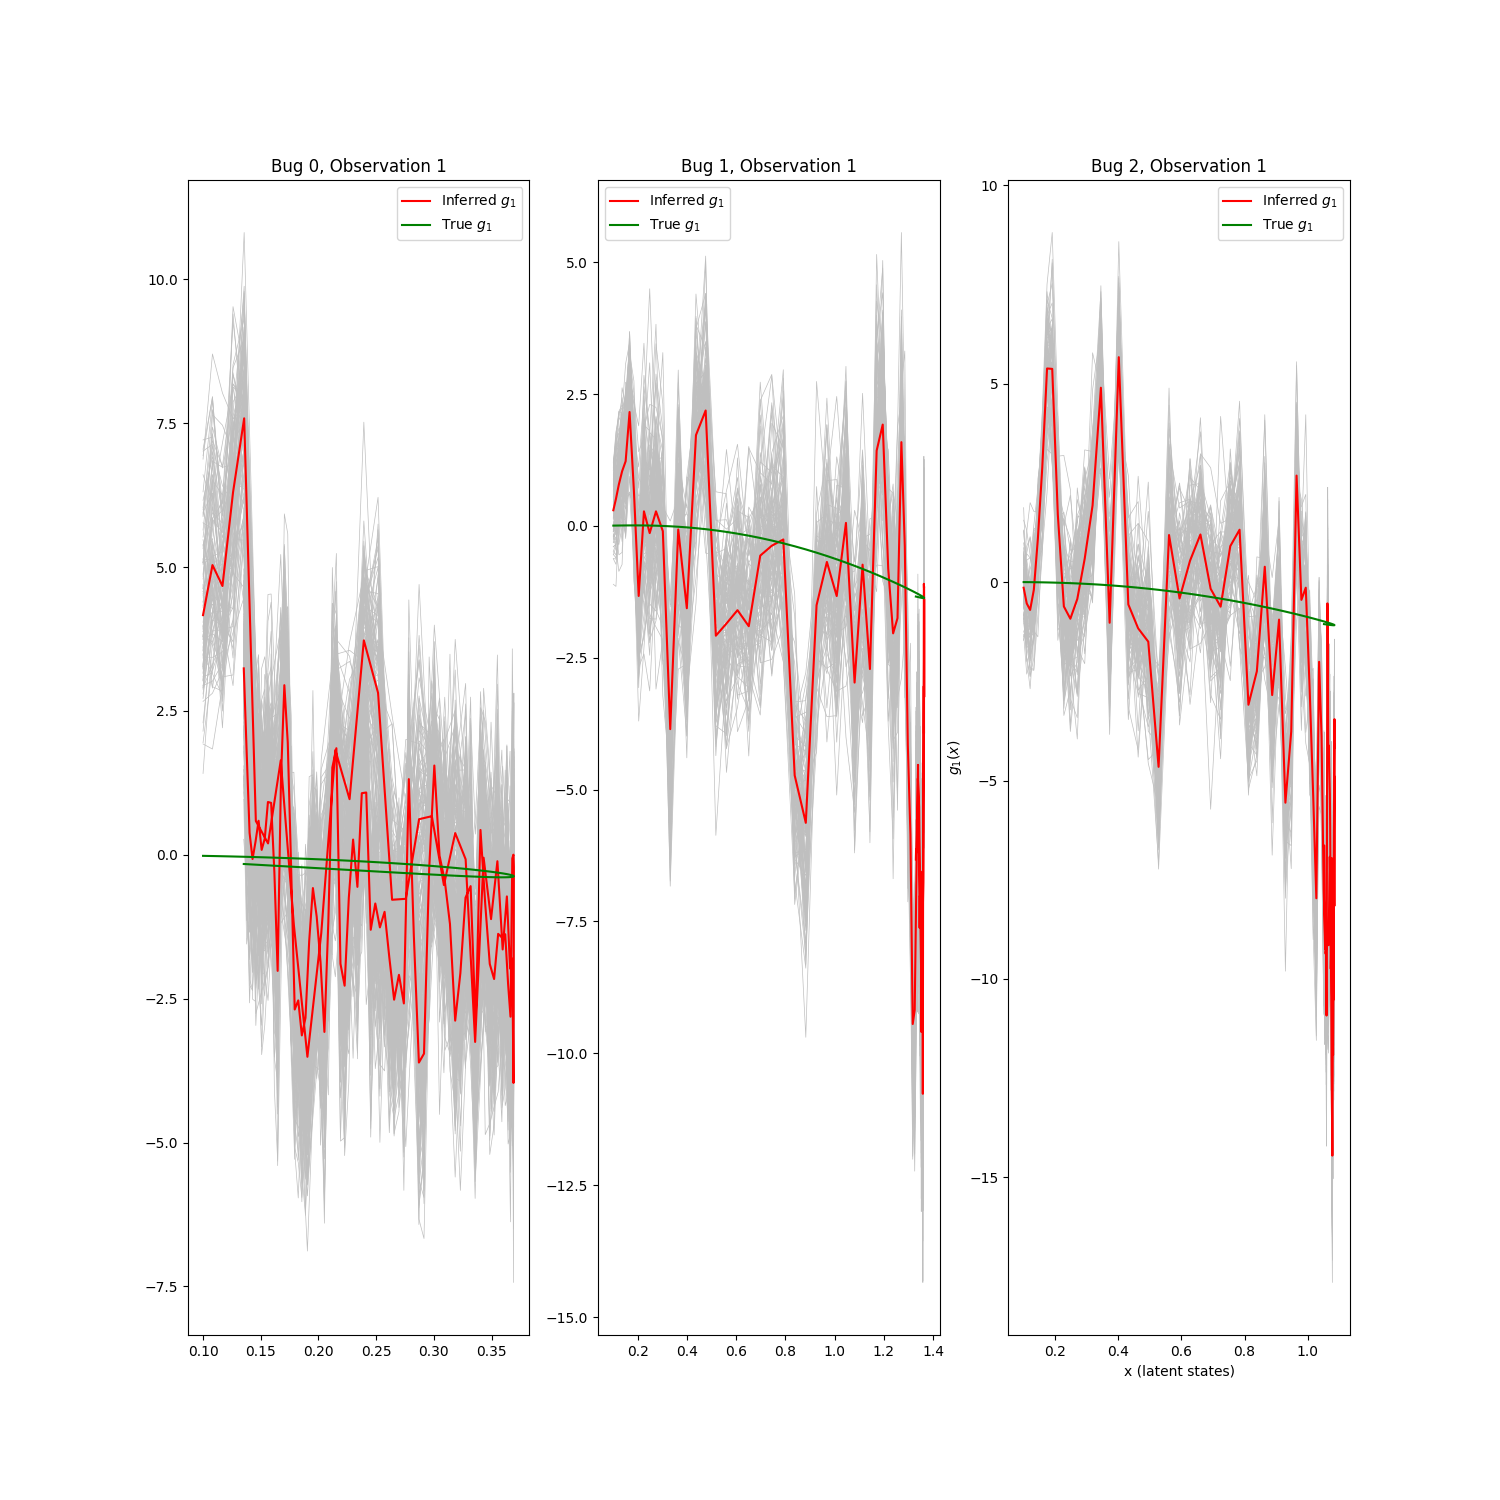 Bug 0, Observation 1
Inferred g₁
True g₁
10.0
7.5
5.0
2.5
0.0
−2.5
−5.0
−7.5
0.10 0.15 0.20 0.25 0.30 0.35
Bug 1, Observation 1
Inferred g₁
True g₁
5.0
2.5
0.0
−2.5
−5.0
−7.5
−10.0
−12.5
−15.0
0.2 0.4 0.6 0.8 1.0 1.2 1.4
Bug 2, Observation 1
Inferred g₁
True g₁
g₁(x)
10
5
0
−5
−10
−15
0.2 0.4 0.6 0.8 1.0
x (latent states)